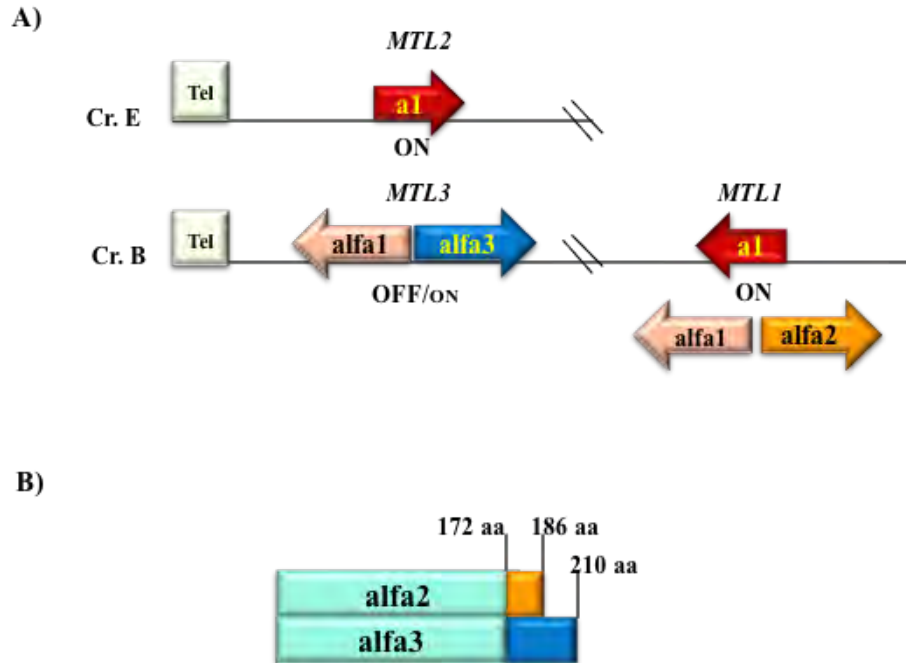 A)
MTL2
Tel
a1
Cr. E
ON
MTL3
MTL1
Tel
alfa1
alfa3
a1
Cr. B
OFF/ON
ON
alfa1
alfa2
B)
172 aa
186 aa
210 aa
alfa2
alfa3